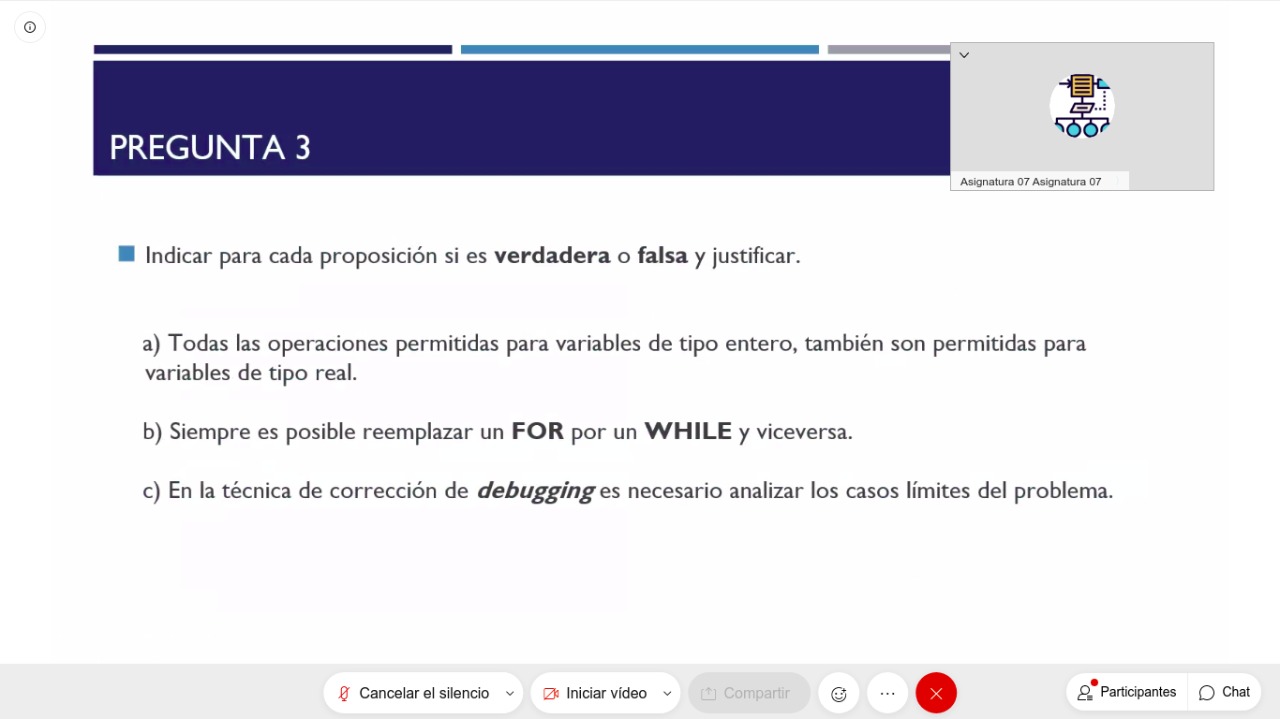 PREGUNTA 3
Asignatura 07 Asignatura 07
Indicar para cada proposición si es verdadera o falsa y justificar.
a) Todas las operaciones permitidas para variables de tipo entero, también son permitidas para
variables de tipo real.
b) Siempre es posible reemplazar un FOR por un WHILE y viceversa.
c) En la técnica de corrección de debugging es necesario analizar los casos límites del problema.
Cancelar el silencio
Iniciar vídeo
Compartir
Participantes
Chat